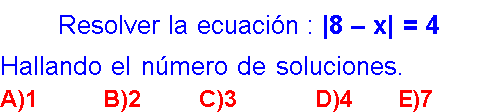 Resolver la ecuación : |8 – x| = 4
Hallando el número de soluciones.
A)1 B)2 C)3 D)4 E)7